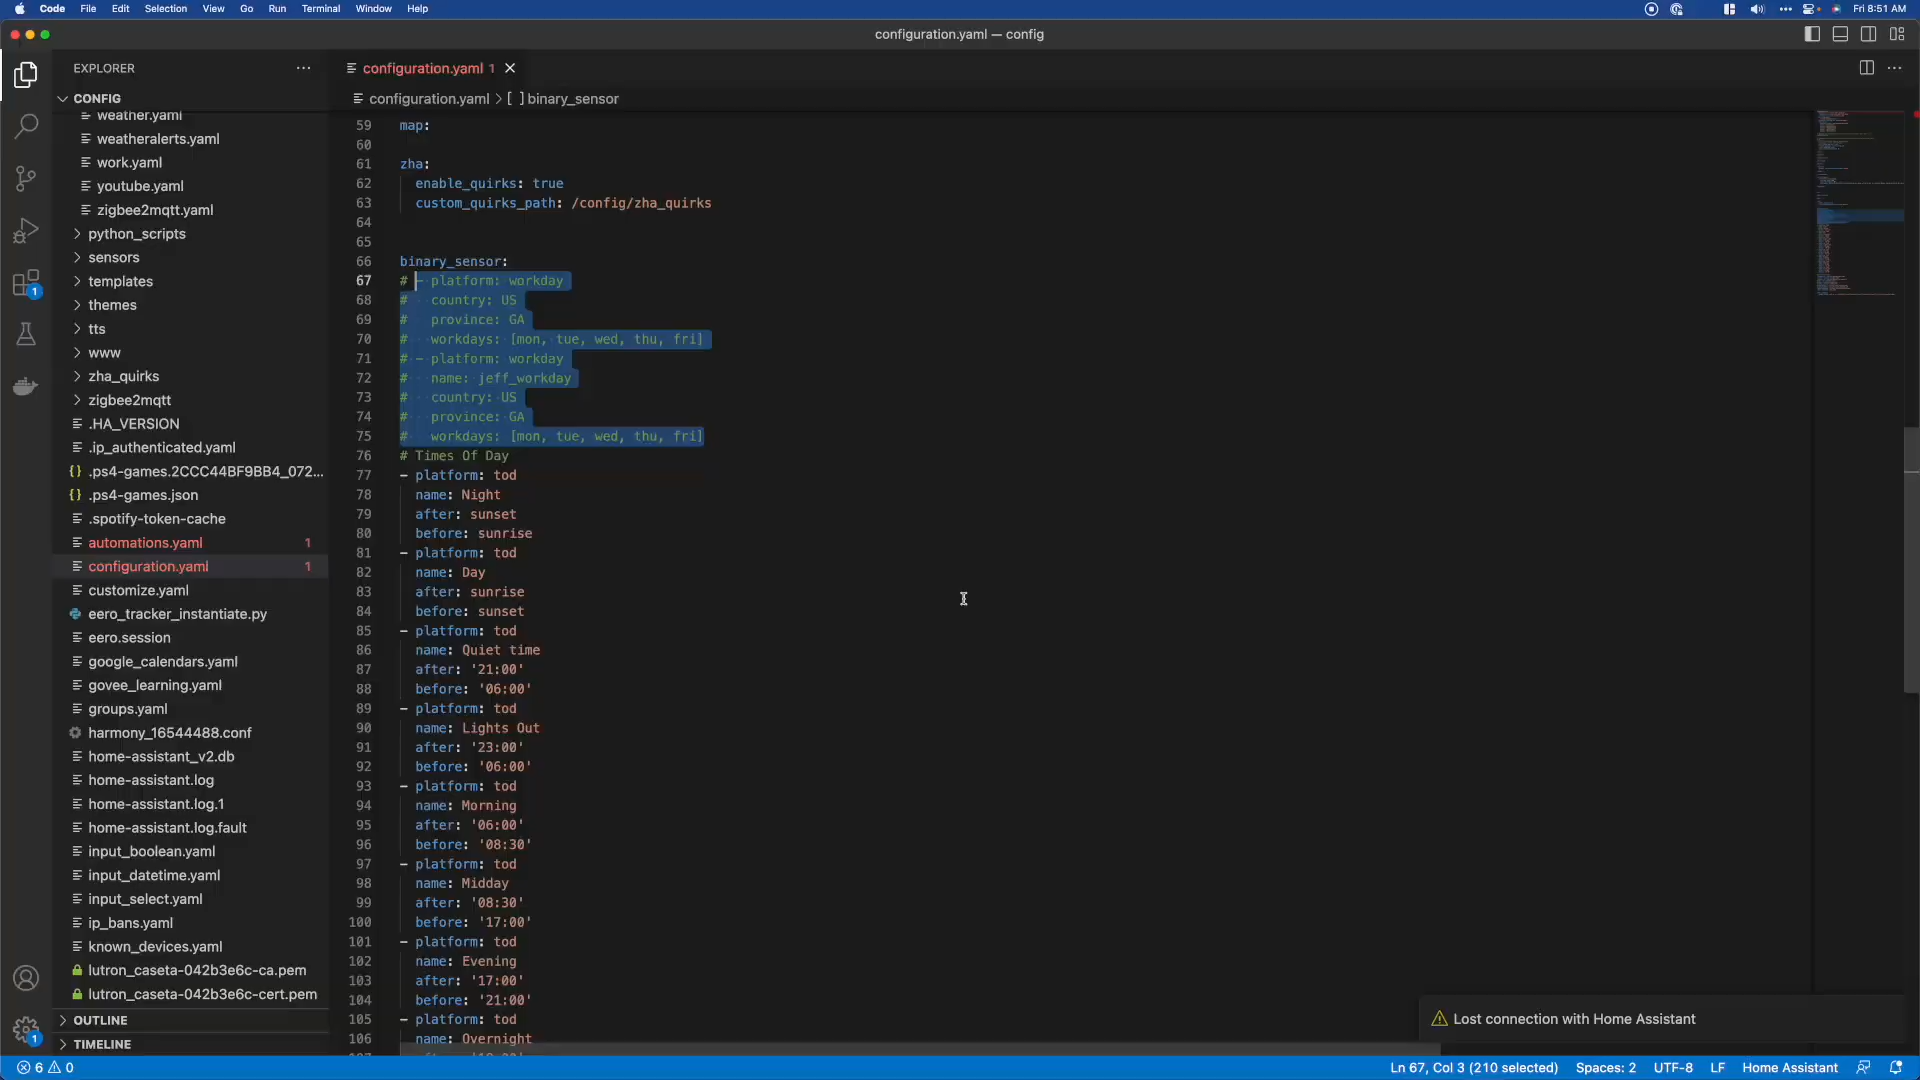 Code File Edit Selection View Go Run Terminal Window Help
Fri 8:51 AM
configuration.yaml — config
EXPLORER
configuration.yaml 1
CONFIG
configuration.yaml > [ ] binary_sensor
weather.yaml
weatheralerts.yaml
work.yaml
youtube.yaml
zigbee2mqtt.yaml
python_scripts
sensors
templates
themes
tts
www
zha_quirks
zigbee2mqtt
.HA_VERSION
.ip_authenticated.yaml
{} .ps4-games.2CCC44BF9BB4_072...
{} .ps4-games.json
.spotify-token-cache
automations.yaml 1
configuration.yaml 1
customize.yaml
eero_tracker_instantiate.py
eero.session
google_calendars.yaml
govee_learning.yaml
groups.yaml
harmony_16544488.conf
home-assistant_v2.db
home-assistant.log
home-assistant.log.1
home-assistant.log.fault
input_boolean.yaml
input_datetime.yaml
input_select.yaml
ip_bans.yaml
known_devices.yaml
lutron_caseta-042b3e6c-ca.pem
lutron_caseta-042b3e6c-cert.pem
OUTLINE
TIMELINE
1
1
59 map:
60
61 zha:
62 enable_quirks: true
63 custom_quirks_path: /config/zha_quirks
64
65
66 binary_sensor:
67 # - platform: workday
68 # country: US
69 # province: GA
70 # workdays: [mon, tue, wed, thu, fri]
71 # - platform: workday
72 # name: jeff_workday
73 # country: US
74 # province: GA
75 # workdays: [mon, tue, wed, thu, fri]
76 # Times Of Day
77 - platform: tod
78 name: Night
79 after: sunset
80 before: sunrise
81 - platform: tod
82 name: Day
83 after: sunrise
84 before: sunset
85 - platform: tod
86 name: Quiet time
87 after: '21:00'
88 before: '06:00'
89 - platform: tod
90 name: Lights Out
91 after: '23:00'
92 before: '06:00'
93 - platform: tod
94 name: Morning
95 after: '06:00'
96 before: '08:30'
97 - platform: tod
98 name: Midday
99 after: '08:30'
100 before: '17:00'
101 - platform: tod
102 name: Evening
103 after: '17:00'
104 before: '21:00'
105 - platform: tod
106 name: Overnight
Lost connection with Home Assistant
6 0
Ln 67, Col 3 (210 selected) Spaces: 2 UTF-8 LF Home Assistant